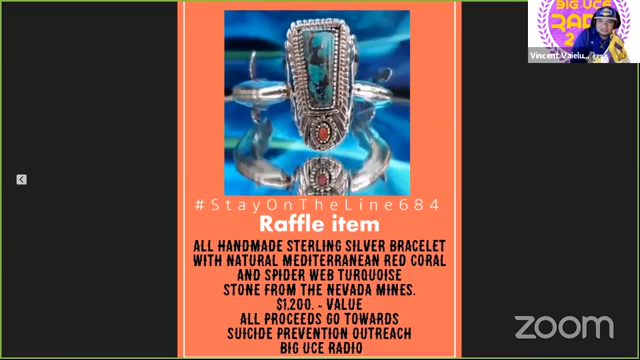 BIG UCE
RADIO
#StayOnTheLine684
Raffle item
ALL HANDMADE STERLING SILVER BRACELET
WITH NATURAL MEDITERRANEAN RED CORAL
AND SPIDER WEB TURQUOISE
STONE FROM THE NEVADA MINES.
$1,200. - VALUE
ALL PROCEEDS GO TOWARDS
SUICIDE PREVENTION OUTREACH
BIG UCE RADIO
zoom